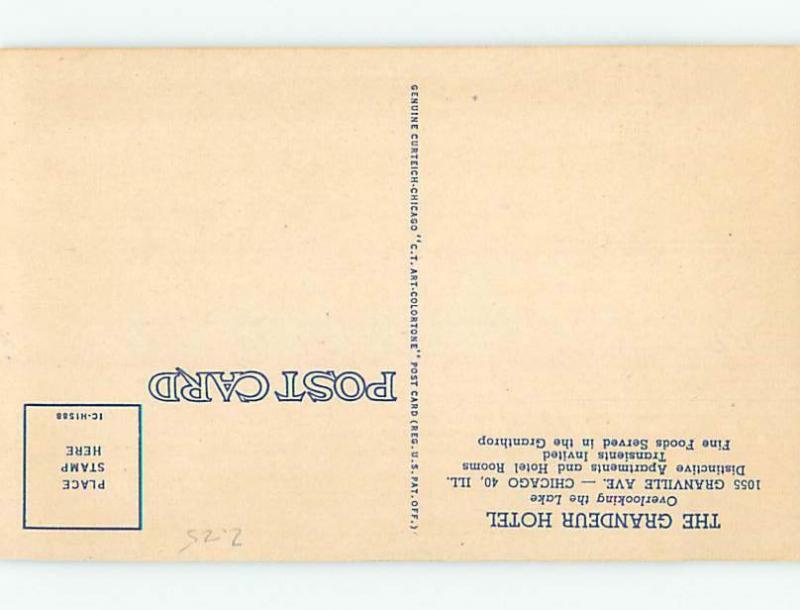 THE GRANDEUR HOTEL
Overlooking the Lake
1055 GRANVILLE AVE. — CHICAGO 40, ILL.
Distinctive Apartments and Hotel Rooms
Transients Invited
Fine Foods Served in the Granthrop
GENUINE CURTEICH-CHICAGO "C.T. ART-COLORTONE" POST CARD (REG. U.S. PAT. OFF.)
POST CARD
PLACE
STAMP
HERE
1C-H1588
2.25